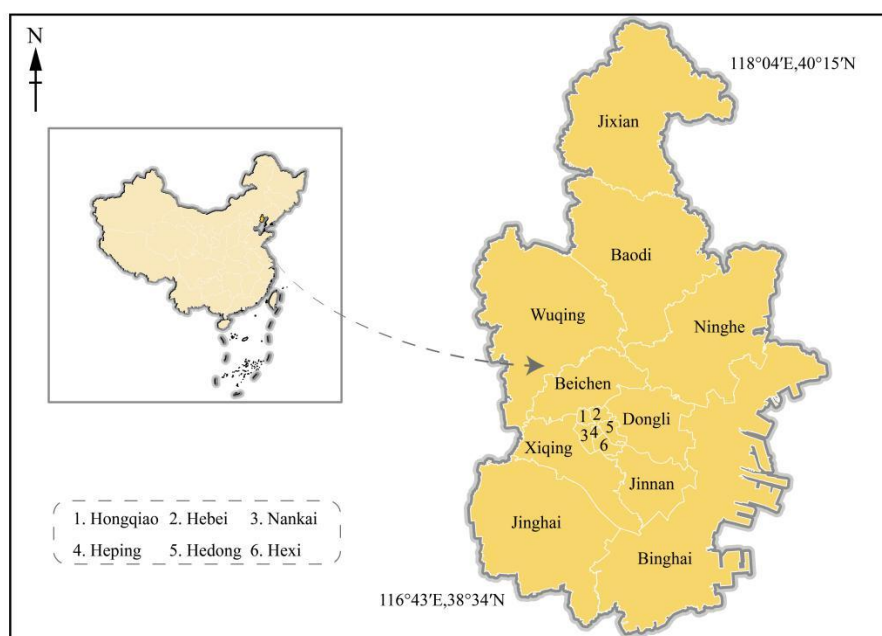 N
118°04′E,40°15′N
Jixian
Baodi
Wuqing
Ninghe
Beichen
1 2
Dongli
3 4 5
6
Xiqing
Jinnan
Jinghai
Binghai
1. Hongqiao 2. Hebei 3. Nankai
4. Heping 5. Hedong 6. Hexi
116°43′E,38°34′N